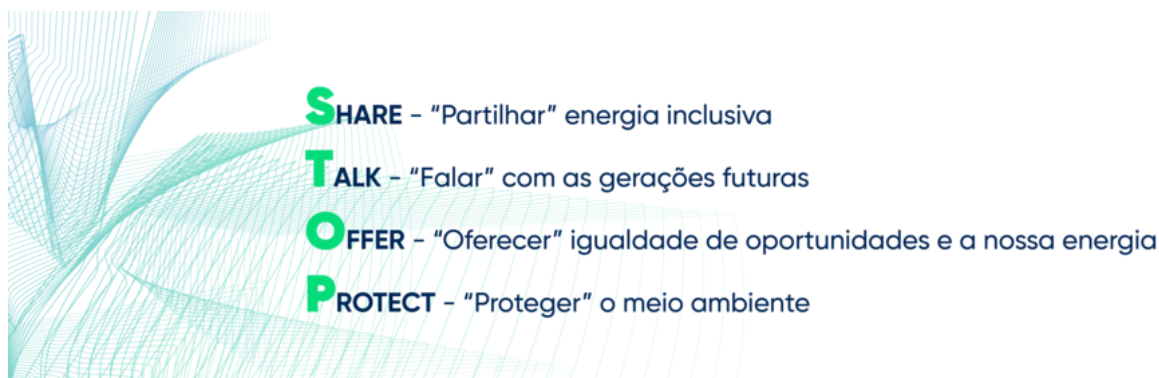 SHARE - “Partilhar” energia inclusiva
TALK - “Falar” com as gerações futuras
OFFER - “Oferecer” igualdade de oportunidades e a nossa energia
PROTECT - “Proteger” o meio ambiente